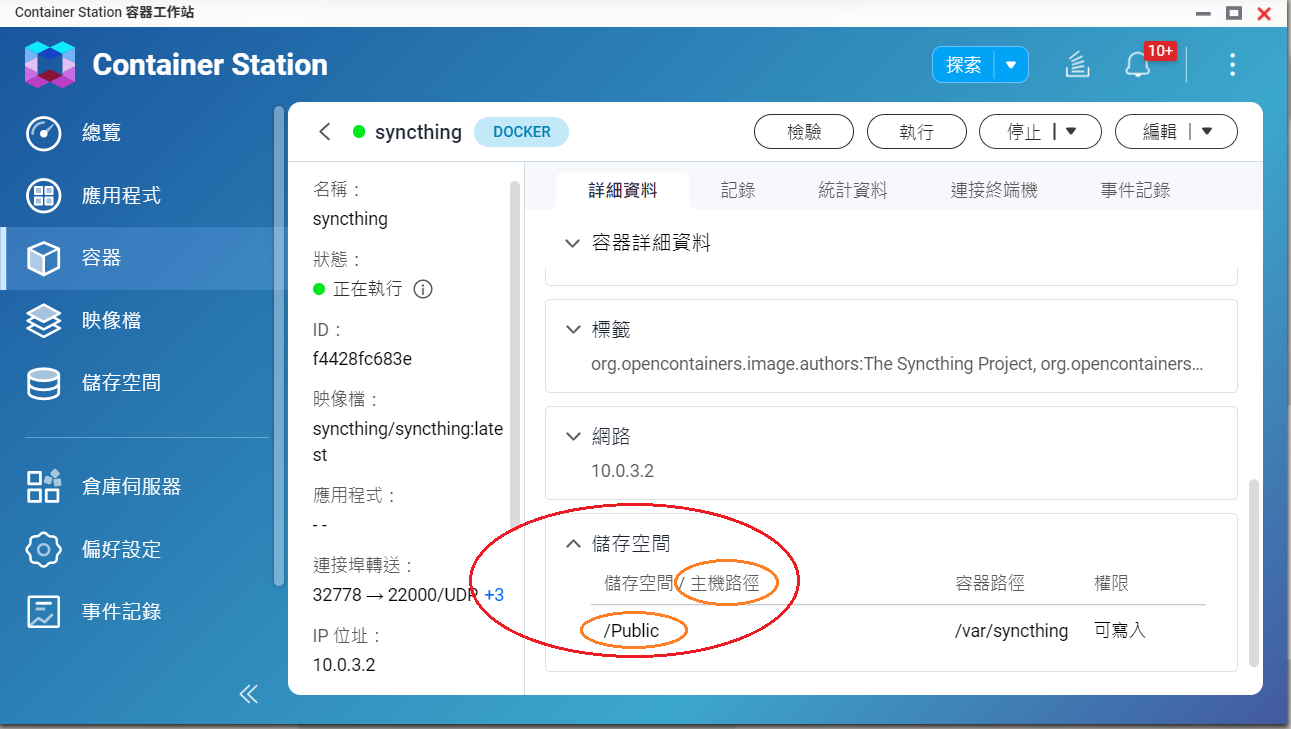 Container Station 容器工作站
Container Station
探索
10+
總覽
應用程式
容器
映像檔
儲存空間
倉庫伺服器
偏好設定
事件記錄
syncthing
DOCKER
檢驗
執行
停止
編輯
名稱：
syncthing
狀態：
正在執行
ID：
f4428fc683e
映像檔：
syncthing/syncthing:late
st
應用程式：
--
連接埠轉送：
32778 → 22000/UDP +3
IP 位址：
10.0.3.2
詳細資料
記錄
統計資料
連接終端機
事件記錄
容器詳細資料
標籤
org.opencontainers.image.authors:The Syncthing Project, org.opencontainers...
網路
10.0.3.2
儲存空間
儲存空間 / 主機路徑 容器路徑 權限
/Public /var/syncthing 可寫入